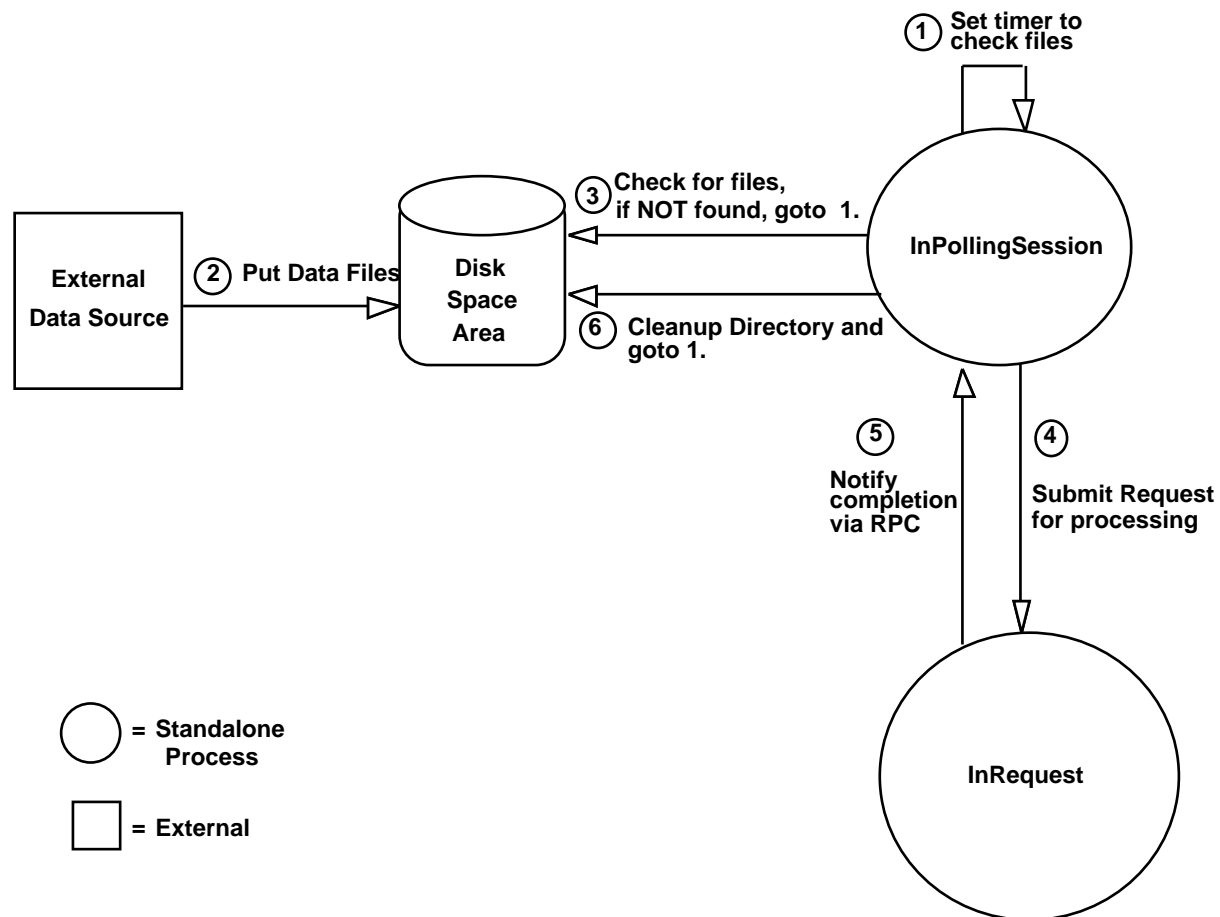 1 Set timer to
check files
3 Check for files,
if NOT found, goto 1.
InPollingSession
External
Data Source
2 Put Data Files
Disk
Space
Area
6 Cleanup Directory and
goto 1.
5
Notify
completion
via RPC
4
Submit Request
for processing
InRequest
= Standalone
Process
= External